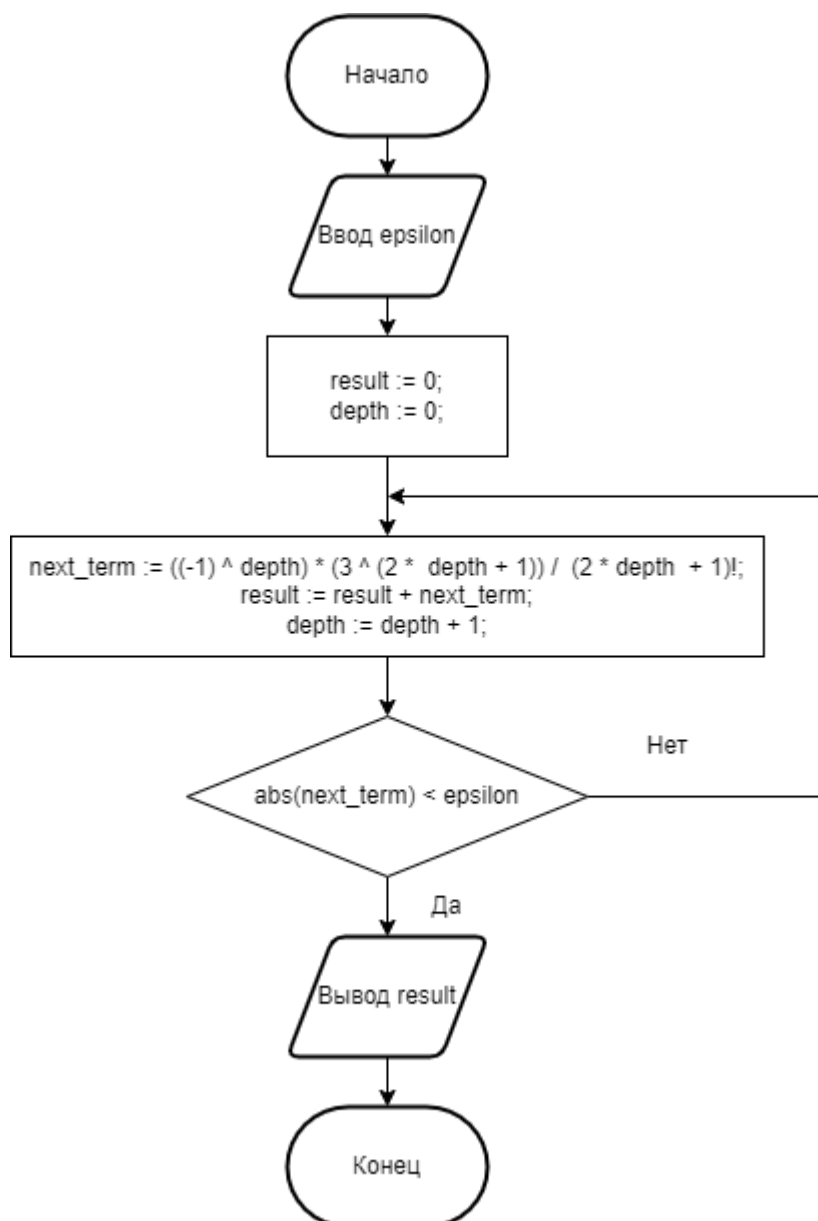 Начало
Ввод epsilon
result := 0;
depth := 0;
next_term := ((-1) ^ depth) * (3 ^ (2 * depth + 1)) / (2 * depth + 1)!;
result := result + next_term;
depth := depth + 1;
Нет
abs(next_term) < epsilon
Да
Вывод result
Конец